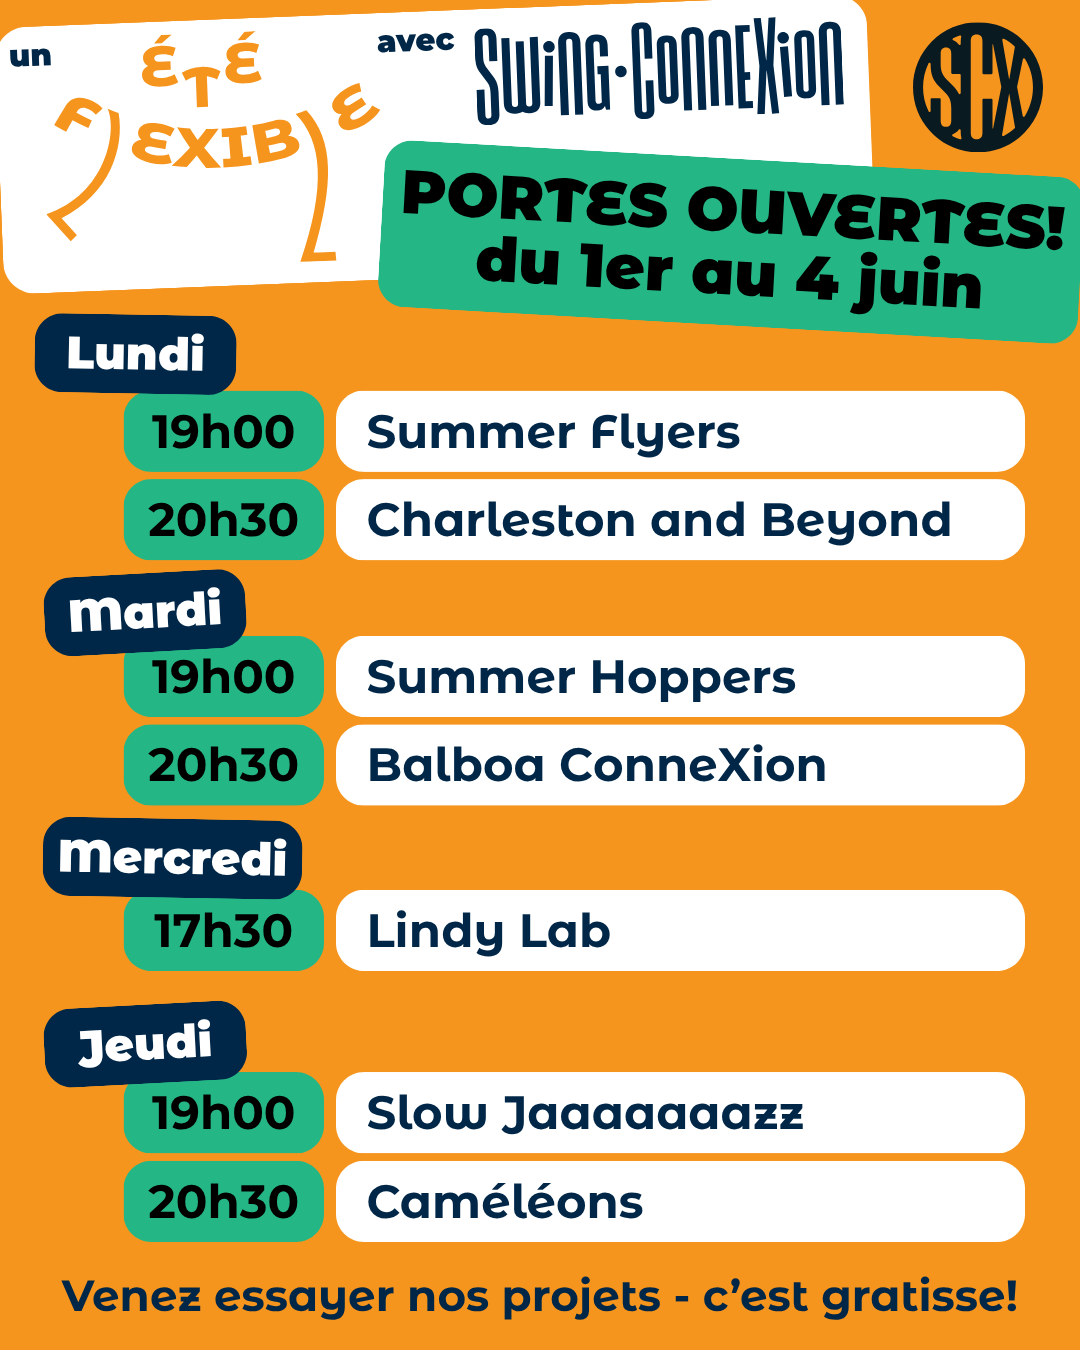 un
ÉTÉ
FLEXIBLE
avec
SWING·CONNEXION
SCX
PORTES OUVERTES!
du 1er au 4 juin
Lundi
19h00 Summer Flyers
20h30 Charleston and Beyond
Mardi
19h00 Summer Hoppers
20h30 Balboa ConneXion
Mercredi
17h30 Lindy Lab
Jeudi
19h00 Slow Jaaaaaaazz
20h30 Caméléons
Venez essayer nos projets - c’est gratisse!